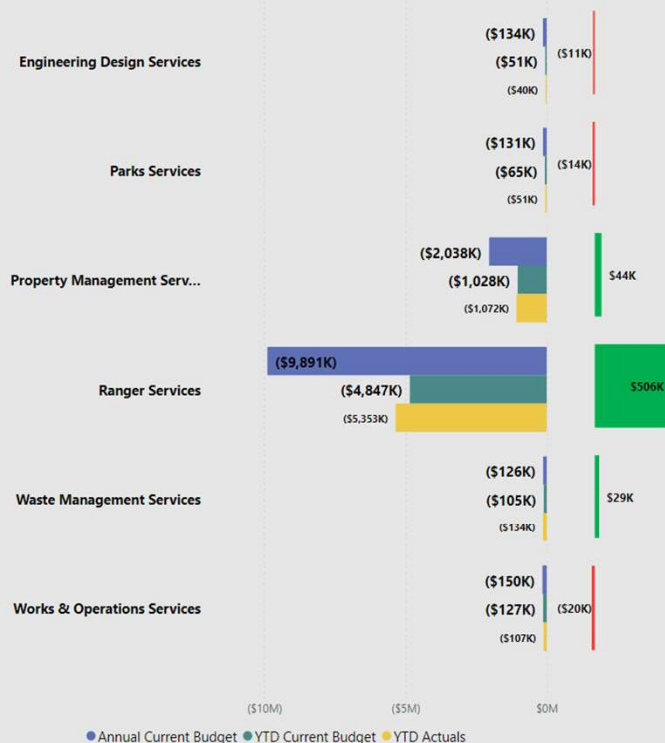 ($134K)
Engineering Design Services
($51K)
($11K)
($40K)
($131K)
Parks Services
($65K)
($14K)
($51K)
($2,038K)
Property Management Serv...
($1,028K)
$44K
($1,072K)
($9,891K)
Ranger Services
($4,847K)
$506K
($5,353K)
($126K)
Waste Management Services
($105K)
$29K
($134K)
($150K)
Works & Operations Services
($127K)
($20K)
($107K)
($10M) ($5M) $0M
Annual Current Budget YTD Current Budget YTD Actuals